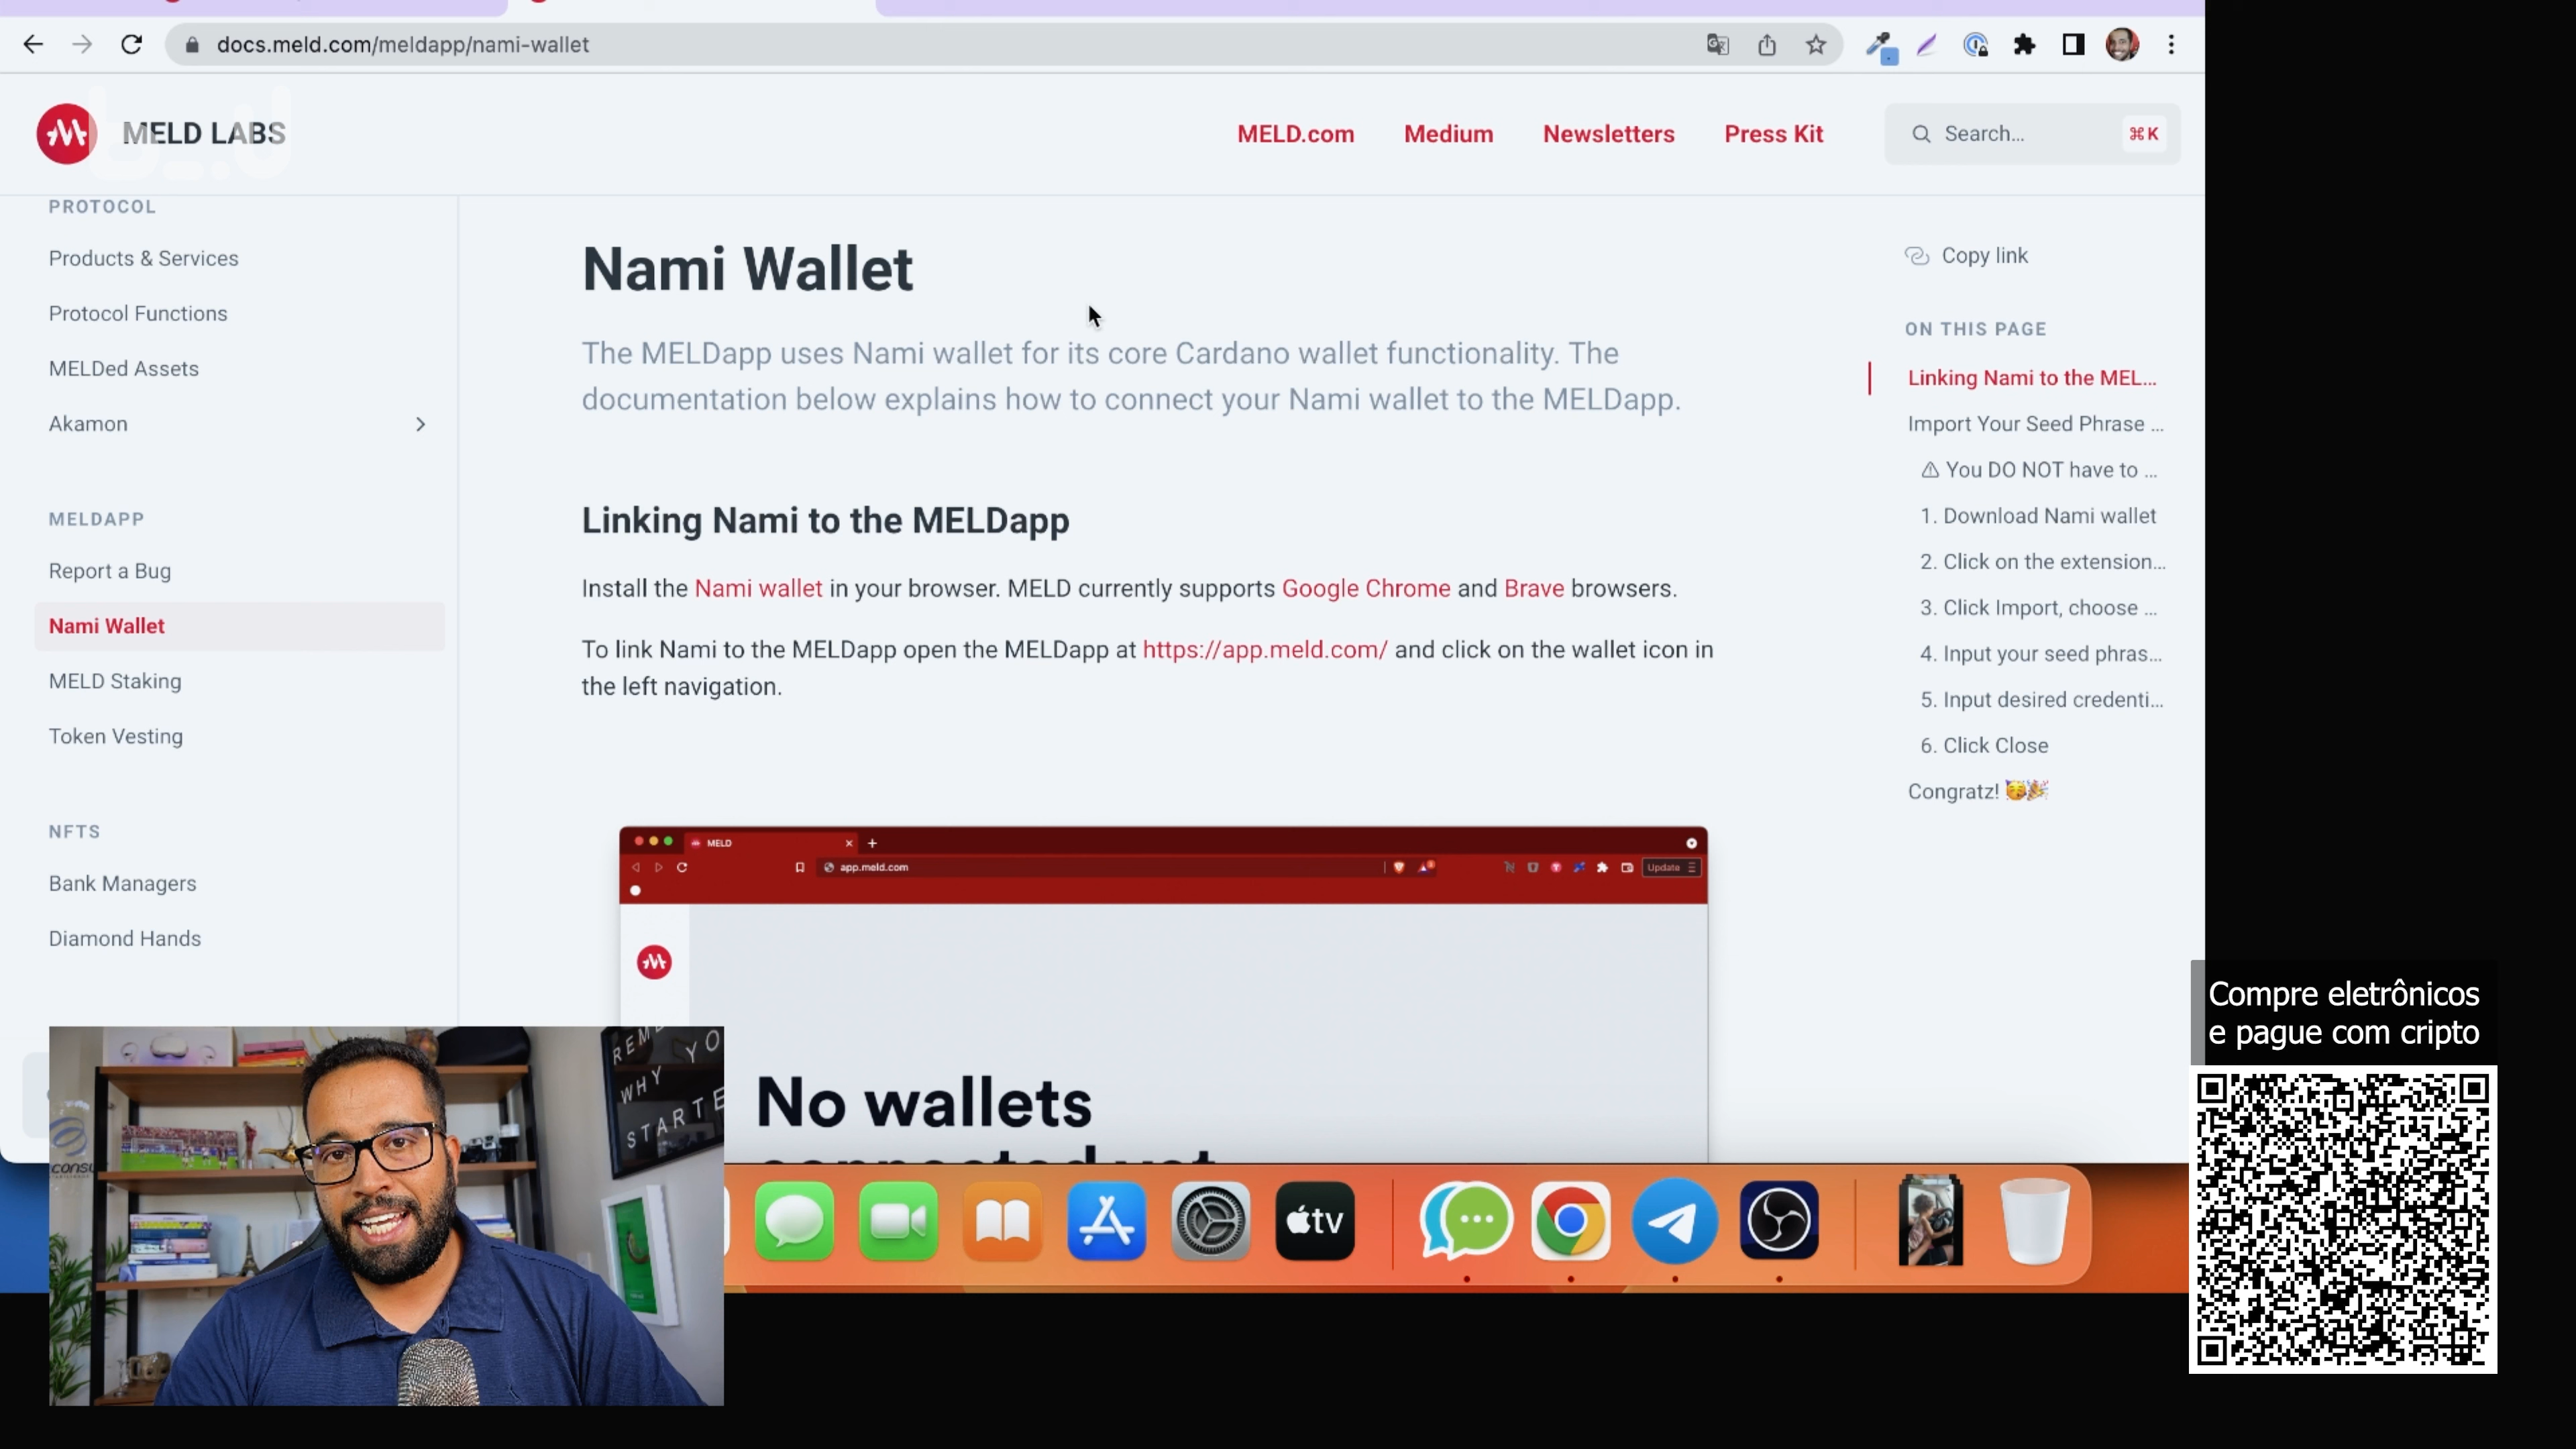 docs.meld.com/meldapp/nami-wallet
MELD LABS
MELD.com
Medium
Newsletters
Press Kit
Search...
⌘K
PROTOCOL
Products & Services
Protocol Functions
MELDed Assets
Akamon
MELDAPP
Report a Bug
Nami Wallet
MELD Staking
Token Vesting
NFTS
Bank Managers
Diamond Hands
Nami Wallet
The MELDapp uses Nami wallet for its core Cardano wallet functionality. The
documentation below explains how to connect your Nami wallet to the MELDapp.
Linking Nami to the MELDapp
Install the Nami wallet in your browser. MELD currently supports Google Chrome and Brave browsers.
To link Nami to the MELDapp open the MELDapp at https://app.meld.com/ and click on the wallet icon in
the left navigation.
MELD
app.meld.com
Update
No wallets
connected yet
Copy link
ON THIS PAGE
Linking Nami to the MEL...
Import Your Seed Phrase ...
⚠ You DO NOT have to ...
1. Download Nami wallet
2. Click on the extension...
3. Click Import, choose ...
4. Input your seed phras...
5. Input desired credenti...
6. Click Close
Congratz! 🥳🎉
REM
YO
WHY
STARTE
tv
Compre eletrônicos
e pague com cripto